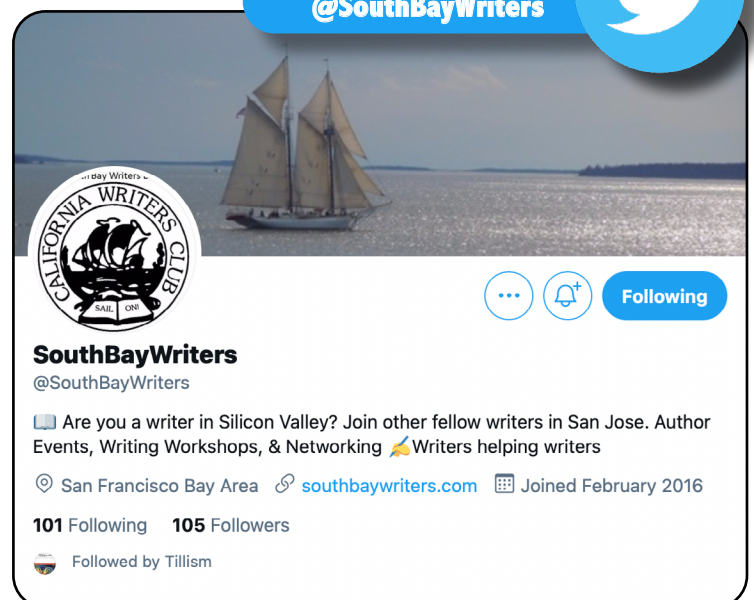 @SouthBayWriters
Bay Writers
CALIFORNIA WRITERS CLUB
SAIL ON!
Following
SouthBayWriters
@SouthBayWriters
📖 Are you a writer in Silicon Valley? Join other fellow writers in San Jose. Author
Events, Writing Workshops, & Networking ✍️Writers helping writers
San Francisco Bay Area southbaywriters.com Joined February 2016
101 Following 105 Followers
Followed by Tillism